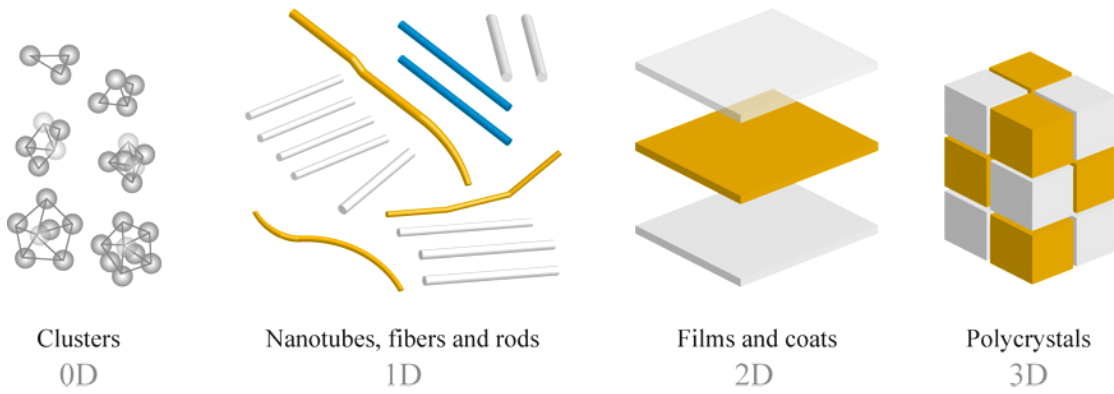 Clusters
0D
Nanotubes, fibers and rods
1D
Films and coats
2D
Polycrystals
3D